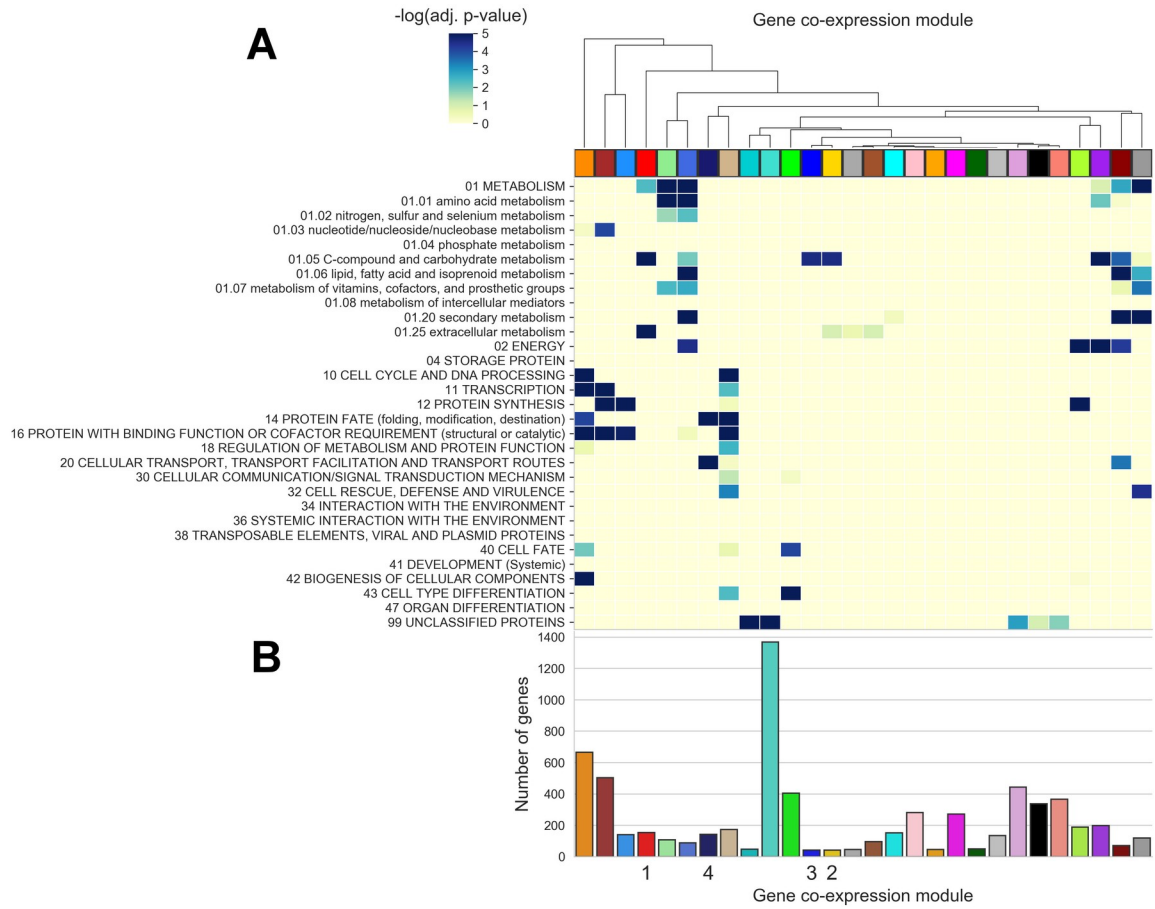 -log(adj. p-value)
Gene co-expression module
A
5
4
3
2
1
0
01 METABOLISM
01.01 amino acid metabolism
01.02 nitrogen, sulfur and selenium metabolism
01.03 nucleotide/nucleoside/nucleobase metabolism
01.04 phosphate metabolism
01.05 C-compound and carbohydrate metabolism
01.06 lipid, fatty acid and isoprenoid metabolism
01.07 metabolism of vitamins, cofactors, and prosthetic groups
01.08 metabolism of intercellular mediators
01.20 secondary metabolism
01.25 extracellular metabolism
02 ENERGY
04 STORAGE PROTEIN
10 CELL CYCLE AND DNA PROCESSING
11 TRANSCRIPTION
12 PROTEIN SYNTHESIS
14 PROTEIN FATE (folding, modification, destination)
16 PROTEIN WITH BINDING FUNCTION OR COFACTOR REQUIREMENT (structural or catalytic)
18 REGULATION OF METABOLISM AND PROTEIN FUNCTION
20 CELLULAR TRANSPORT, TRANSPORT FACILITATION AND TRANSPORT ROUTES
30 CELLULAR COMMUNICATION/SIGNAL TRANSDUCTION MECHANISM
32 CELL RESCUE, DEFENSE AND VIRULENCE
34 INTERACTION WITH THE ENVIRONMENT
36 SYSTEMIC INTERACTION WITH THE ENVIRONMENT
38 TRANSPOSABLE ELEMENTS, VIRAL AND PLASMID PROTEINS
40 CELL FATE
41 DEVELOPMENT (Systemic)
42 BIOGENESIS OF CELLULAR COMPONENTS
43 CELL TYPE DIFFERENTIATION
47 ORGAN DIFFERENTIATION
99 UNCLASSIFIED PROTEINS
B
Number of genes
1400
1200
1000
800
600
400
200
0
1 4 3 2
Gene co-expression module